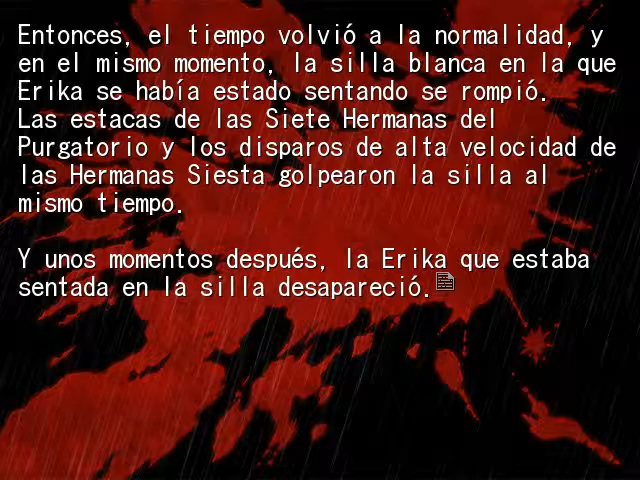 Entonces, el tiempo volvió a la normalidad, y
en el mismo momento, la silla blanca en la que
Erika se había estado sentando se rompió.
Las estacas de las Siete Hermanas del
Purgatorio y los disparos de alta velocidad de
las Hermanas Siesta golpearon la silla al
mismo tiempo.
Y unos momentos después, la Erika que estaba
sentada en la silla desapareció.